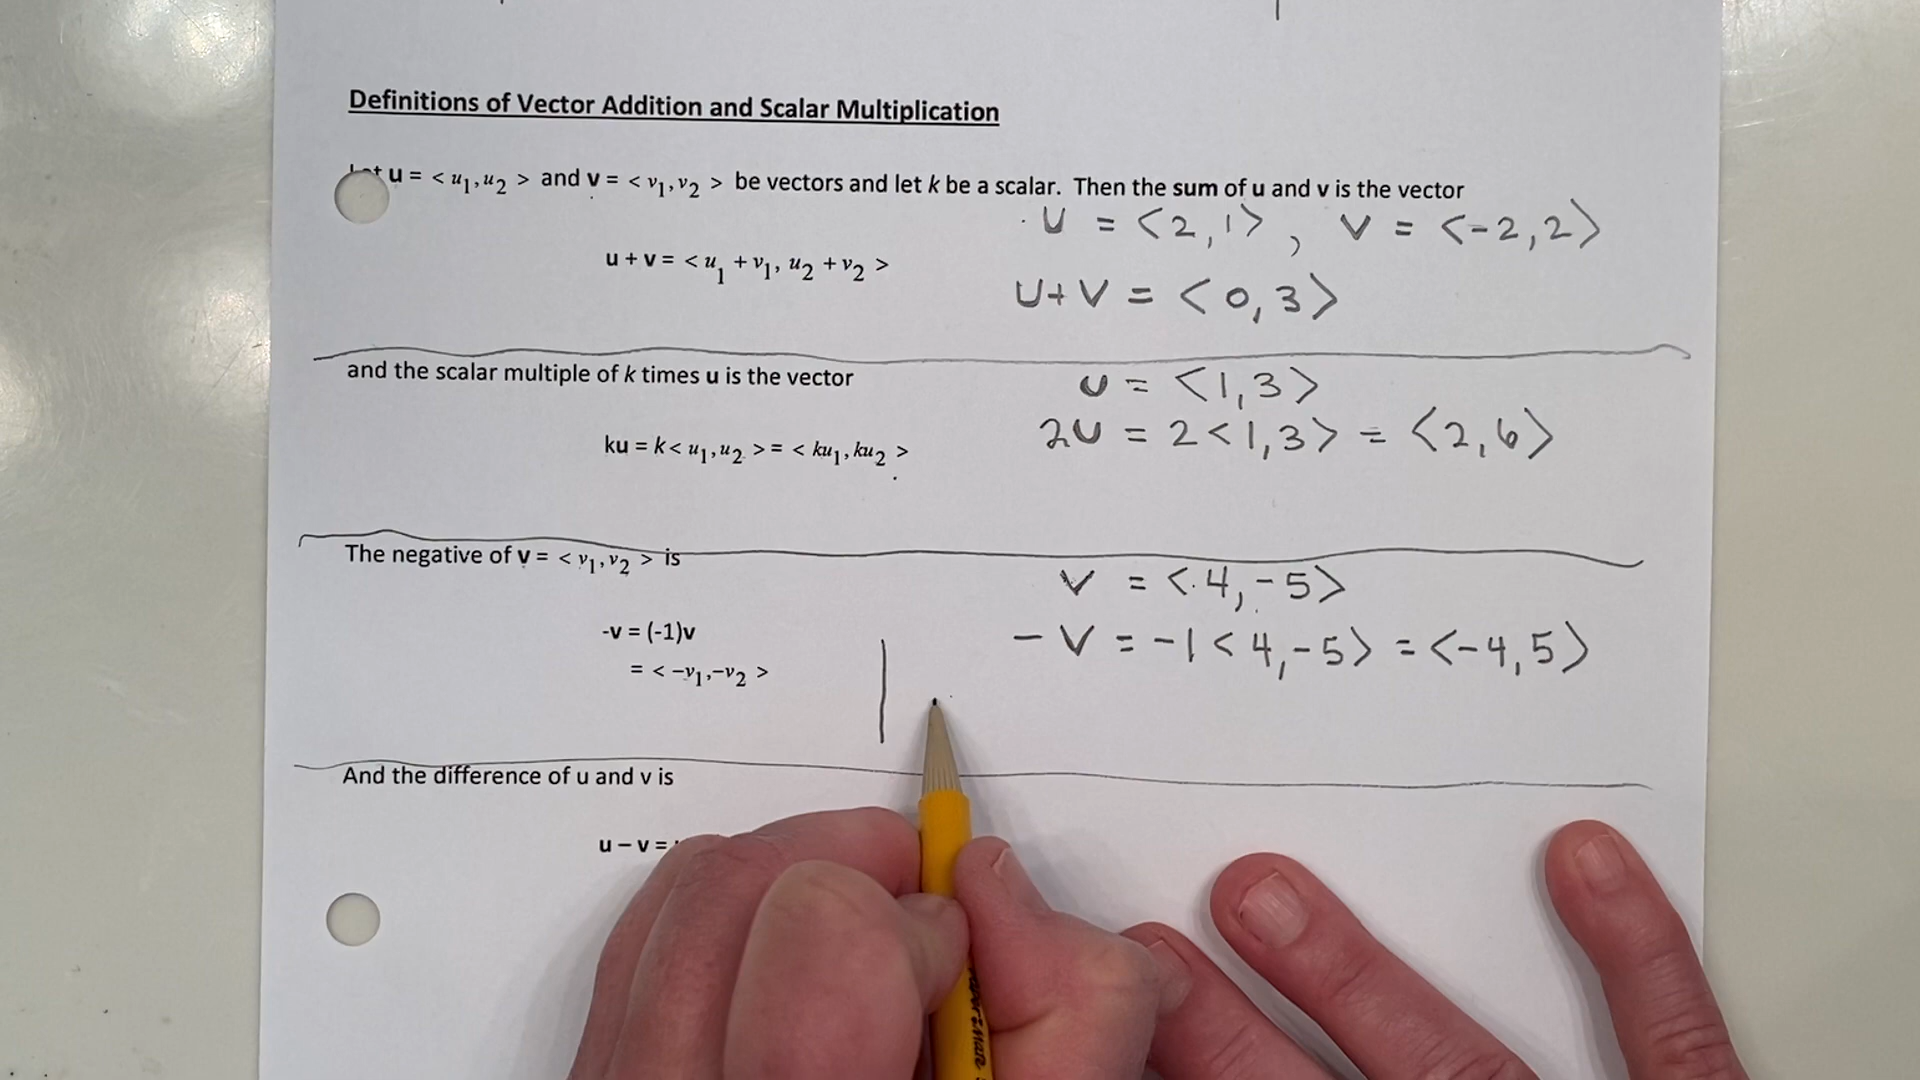 Definitions of Vector Addition and Scalar Multiplication
u = < u₁, u₂ > and v = < v₁, v₂ > be vectors and let k be a scalar. Then the sum of u and v is the vector
U = <2, 1>, V = <-2, 2>
u + v = < u₁ + v₁, u₂ + v₂ >
U+V = <0, 3>
and the scalar multiple of k times u is the vector
U = <1, 3>
2U = 2<1, 3> = <2, 6>
ku = k< u₁, u₂ > = < ku₁, ku₂ >
The negative of v = < v₁, v₂ > is
V = <4, -5>
-v = (-1)v
-V = -1<4, -5> = <-4, 5>
= < -v₁, -v₂ >
And the difference of u and v is
u – v =